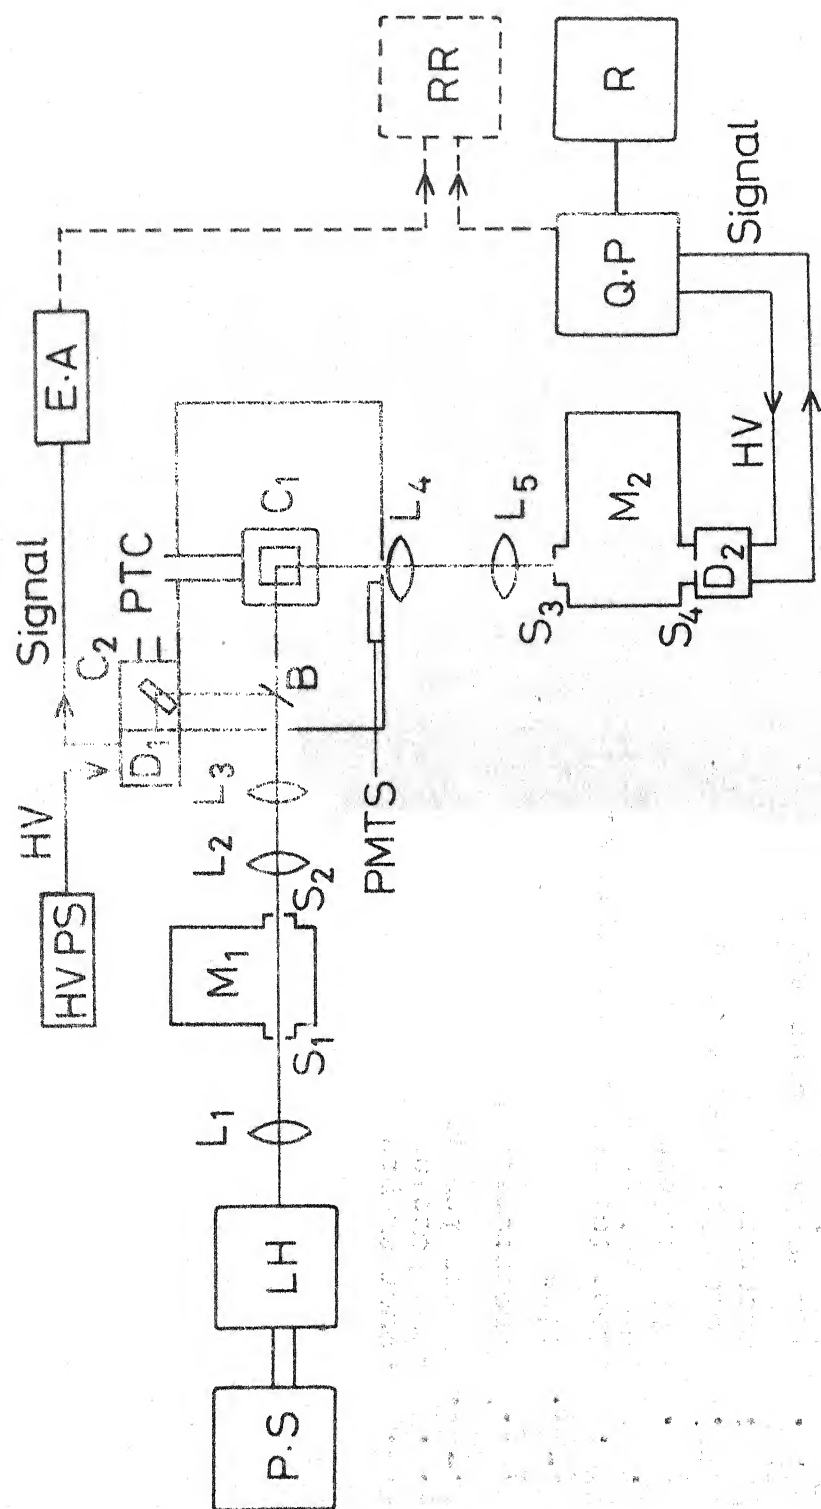 P.S
LH
L1
S1
M1
S2
L2
L3
HV PS
HV
Signal
E.A
D1
C2
PTC
B
C1
PMTS
L4
L5
S3
M2
S4
D2
HV
Signal
Q.P
R
RR